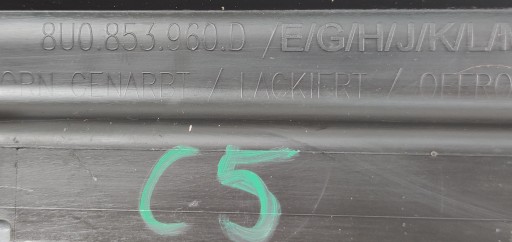 8U0.853.960.D /E/G/H/J/K/L/
GENARBT / LACKIERT /
C5